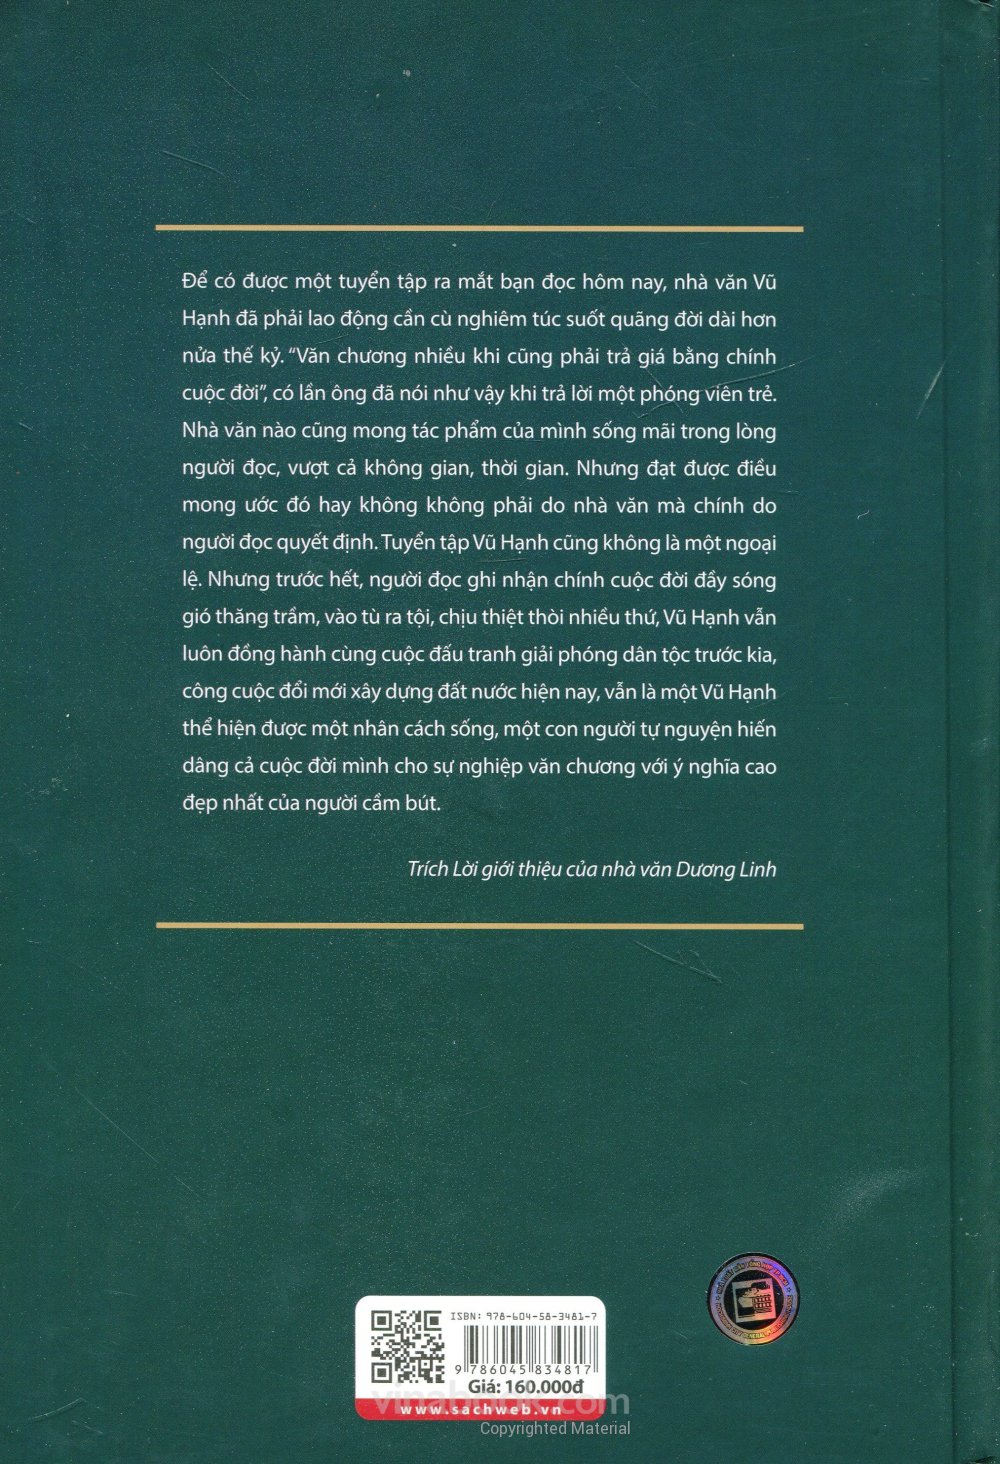 Để có được một tuyển tập ra mắt bạn đọc hôm nay, nhà văn Vũ
Hạnh đã phải lao động cần cù nghiêm túc suốt quãng đời dài hơn
nửa thế kỷ. “Văn chương nhiều khi cũng phải trả giá bằng chính
cuộc đời”, có lần ông đã nói như vậy khi trả lời một phóng viên trẻ.
Nhà văn nào cũng mong tác phẩm của mình sống mãi trong lòng
người đọc, vượt cả không gian, thời gian. Nhưng đạt được điều
mong ước đó hay không không phải do nhà văn mà chính do
người đọc quyết định. Tuyển tập Vũ Hạnh cũng không là một ngoại
lệ. Nhưng trước hết, người đọc ghi nhận chính cuộc đời đầy sóng
gió thăng trầm, vào tù ra tội, chịu thiệt thòi nhiều thứ, Vũ Hạnh vẫn
luôn đồng hành cùng cuộc đấu tranh giải phóng dân tộc trước kia,
công cuộc đổi mới xây dựng đất nước hiện nay, vẫn là một Vũ Hạnh
thể hiện được một nhân cách sống, một con người tự nguyện hiến
dâng cả cuộc đời mình cho sự nghiệp văn chương với ý nghĩa cao
đẹp nhất của người cầm bút.
Trích Lời giới thiệu của nhà văn Dương Linh
ISBN: 978-604-58-3481-7
9 786045 834817
Giá: 160.000đ
vinabook.com
www.sachweb.vn
Copyrighted Material